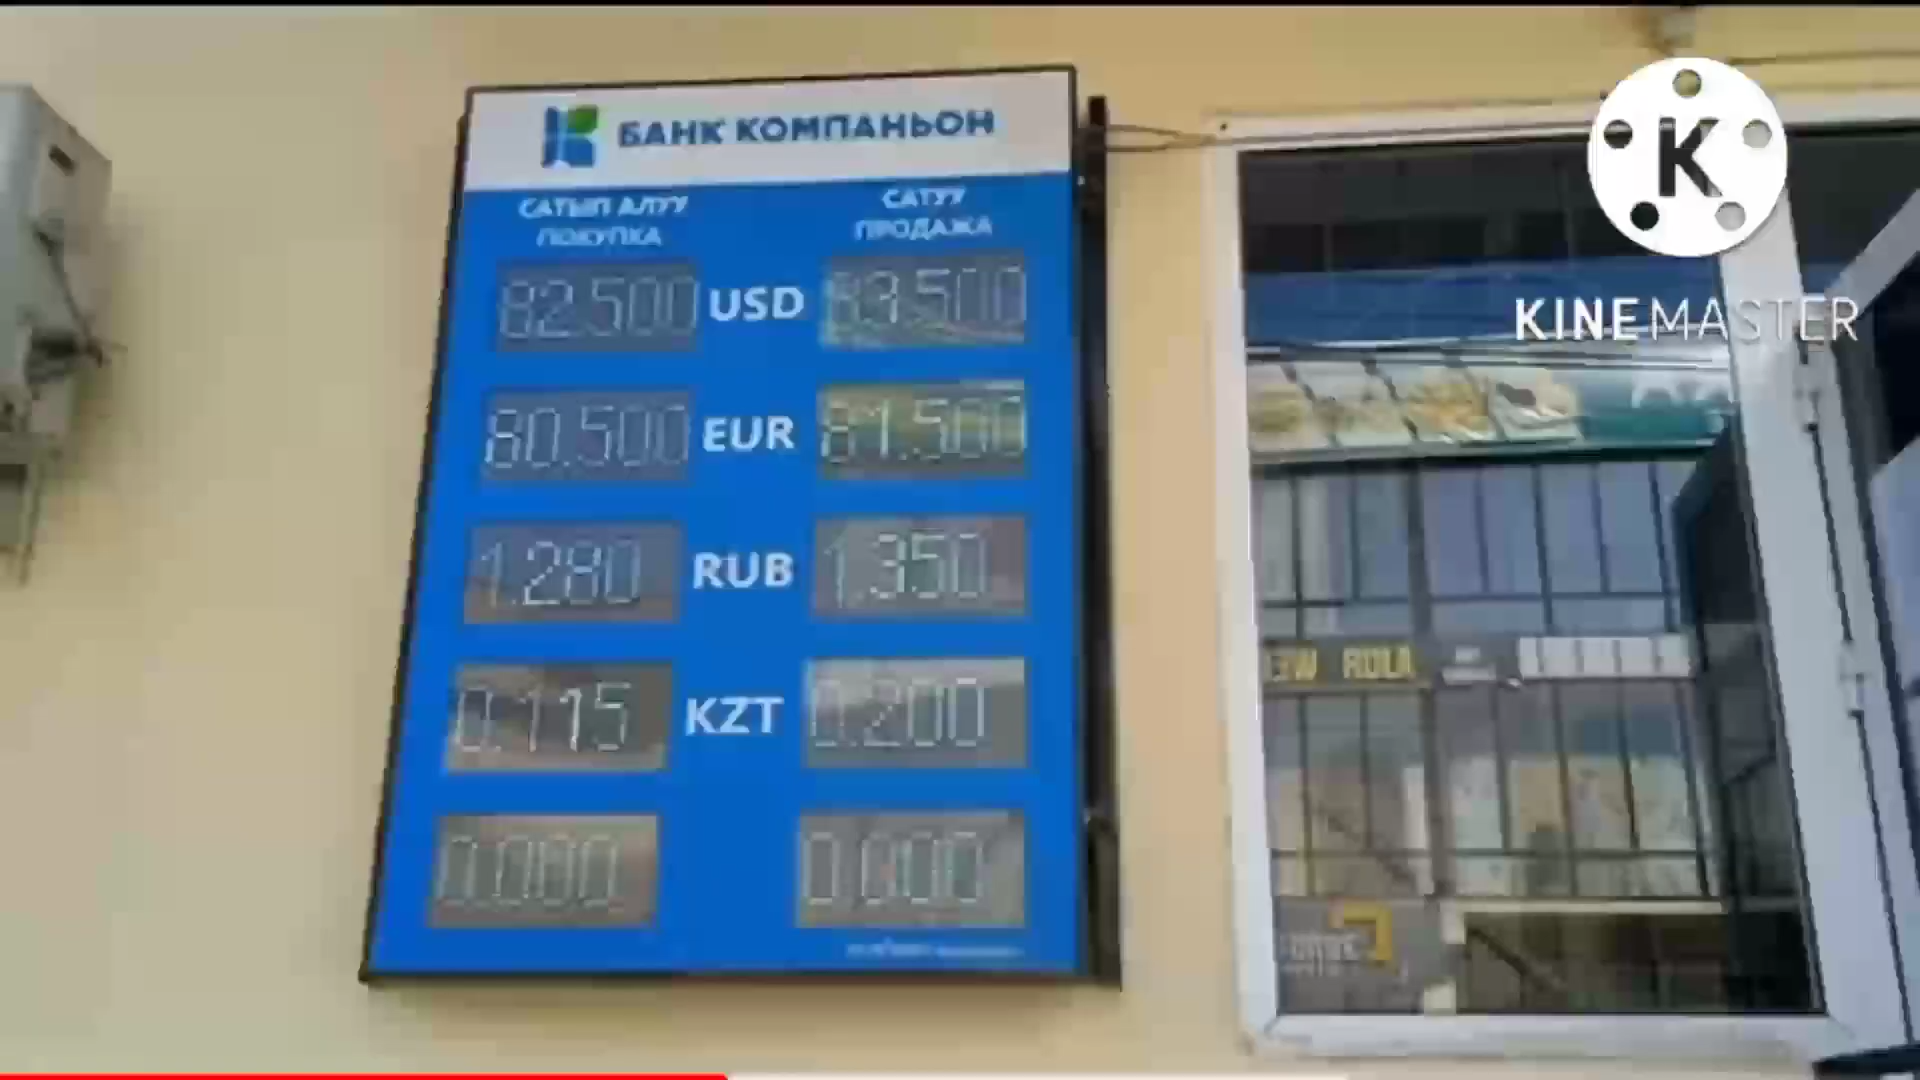 БАНК КОМПАНЬОН
САТЫП АЛУУ
ПОКУПКА
САТУУ
ПРОДАЖА
82.500 USD 83.500
80.500 EUR 81.500
1.280 RUB 1.350
0.115 KZT 0.200
0.000 0.000
K
KINEMASTER
ROLA